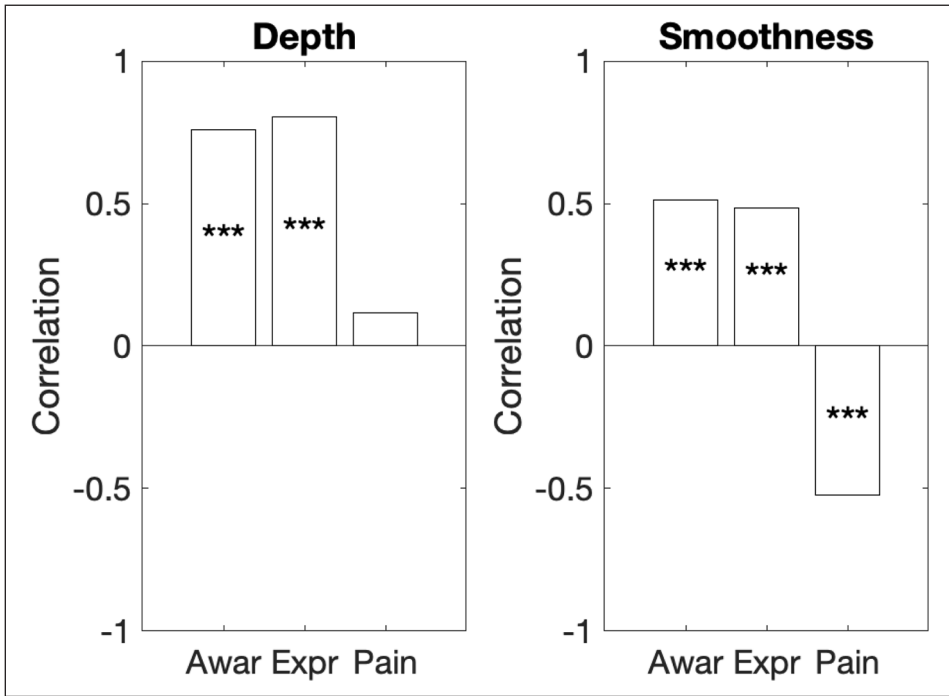 Depth
Correlation
1
0.5
0
-0.5
-1
***
***
Awar Expr Pain
Smoothness
Correlation
1
0.5
0
-0.5
-1
***
***
***
Awar Expr Pain